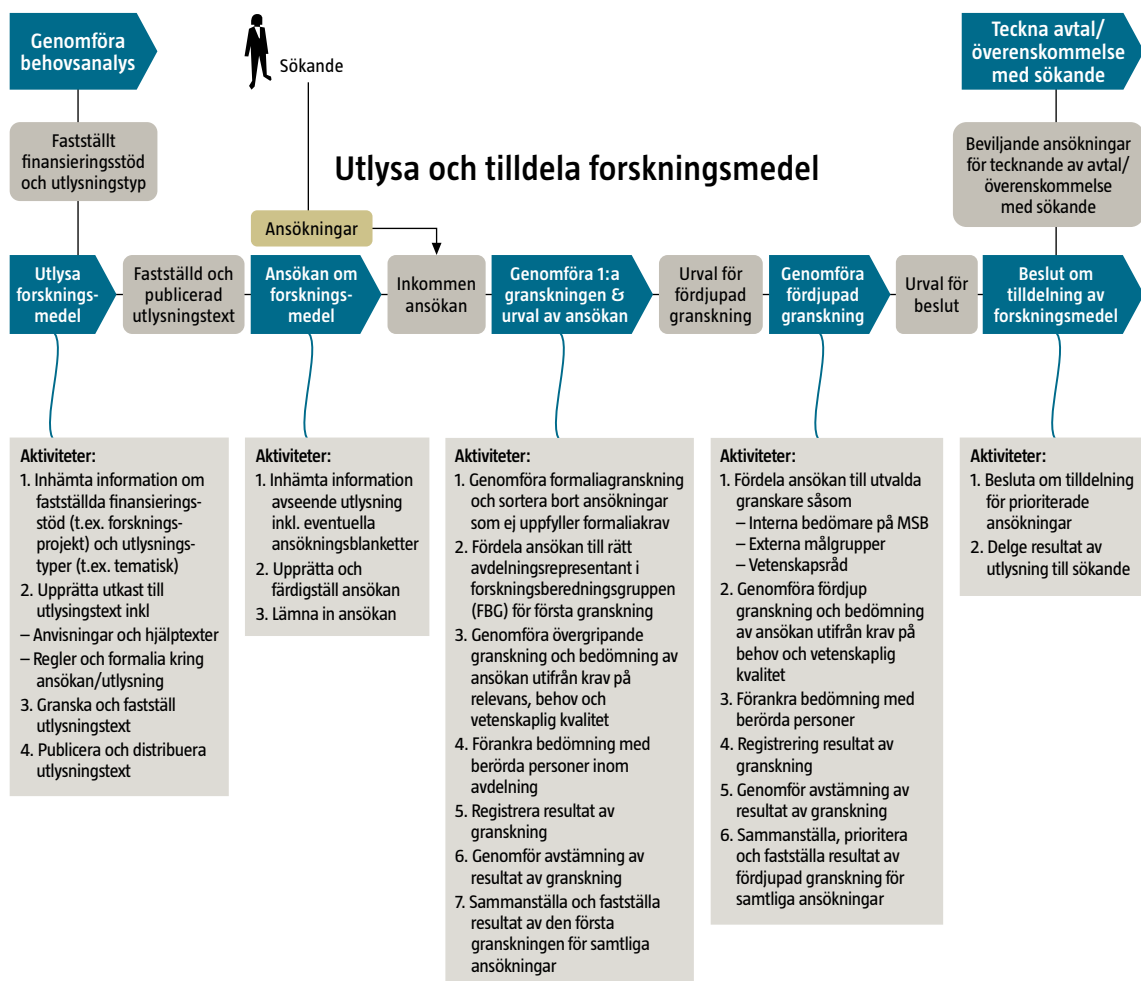 Genomföra
behovsanalys
Sökande
Teckna avtal/
överenskommelse
med sökande
Fastställt
finansieringsstöd
och utlysningstyp
Utlysa och tilldela forskningsmedel
Beviljande ansökningar
för tecknande av avtal/
överenskommelse
med sökande
Ansökningar
Utlysa
forsknings-
medel
Fastställd och
publicerad
utlysningstext
Ansökan om
forsknings-
medel
Inkommen
ansökan
Genomföra 1:a
granskningen &
urval av ansökan
Urval för
fördjupad
granskning
Genomföra
fördjupad
granskning
Urval för
beslut
Beslut om
tilldelning av
forskningsmedel
Aktiviteter:
1. Inhämta information om
fastställda finansierings-
stöd (t.ex. forsknings-
projekt) och utlysnings-
typer (t.ex. tematisk)
2. Upprätta utkast till
utlysingstext inkl
– Anvisningar och hjälptexter
– Regler och formalia kring
ansökan/utlysning
3. Granska och fastställ
utlysningstext
4. Publicera och distribuera
utlysningstext
Aktiviteter:
1. Inhämta information
avseende utlysning
inkl. eventuella
ansökningsblanketter
2. Upprätta och
färdigställ ansökan
3. Lämna in ansökan
Aktiviteter:
1. Genomföra formaliagranskning
och sortera bort ansökningar
som ej uppfyller formaliakrav
2. Fördela ansökan till rätt
avdelningsrepresentant i
forskningsberedningsgruppen
(FBG) för första granskning
3. Genomföra övergripande
granskning och bedömning av
ansökan utifrån krav på
relevans, behov och
vetenskaplig kvalitet
4. Förankra bedömning med
berörda personer inom
avdelning
5. Registrera resultat av
granskning
6. Genomför avstämning av
resultat av granskning
7. Sammanställa och fastställa
resultat av den första
granskningen för samtliga
ansökningar
Aktiviteter:
1. Fördela ansökan till utvalda
granskare såsom
– Interna bedömare på MSB
– Externa målgrupper
– Vetenskapsråd
2. Genomföra fördjup
granskning och bedömning
av ansökan utifrån krav på
behov och vetenskaplig
kvalitet
3. Förankra bedömning med
berörda personer
4. Registrering resultat av
granskning
5. Genomför avstämning av
resultat av granskning
6. Sammanställa, prioritera
och fastställa resultat av
fördjupad granskning för
samtliga ansökningar
Aktiviteter:
1. Besluta om tilldelning
för prioriterade
ansökningar
2. Delge resultat av
utlysning till sökande